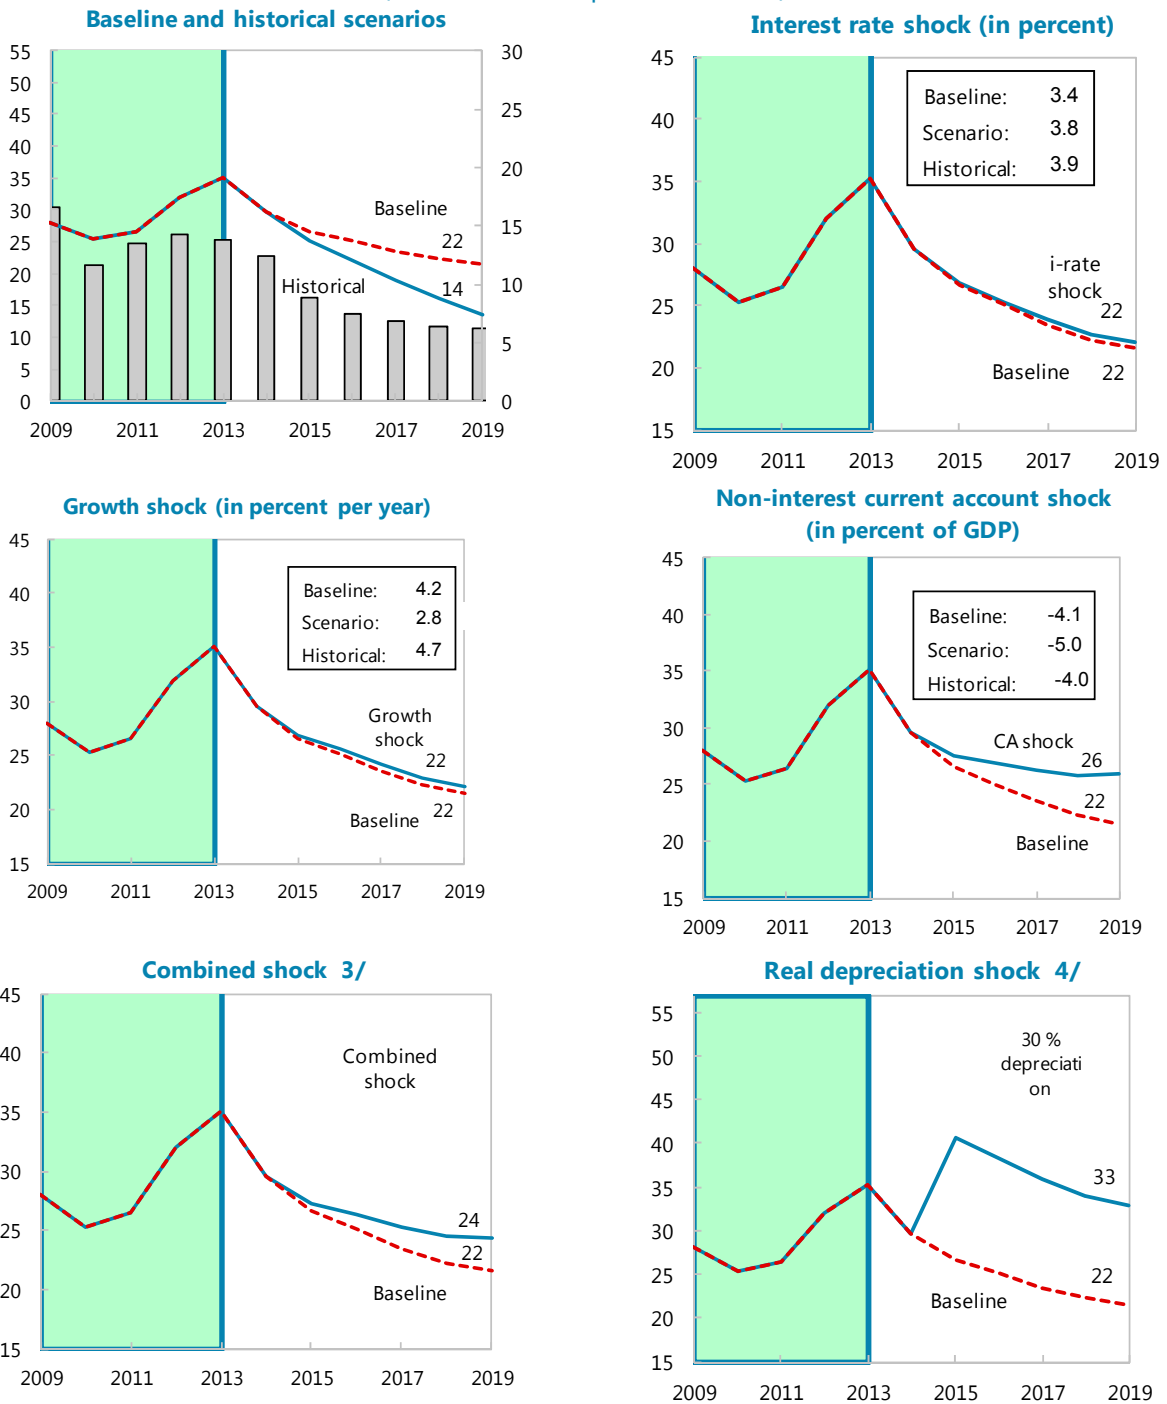 Baseline and historical scenarios
55
50
45
40
35
30
25
20
15
10
5
0
30
25
20
15
10
5
0
Baseline
22
Historical
14
2009 2011 2013 2015 2017 2019
Interest rate shock (in percent)
45
40
35
30
25
20
15
Baseline: 3.4
Scenario: 3.8
Historical: 3.9
i-rate
shock
22
Baseline 22
2009 2011 2013 2015 2017 2019
Growth shock (in percent per year)
45
40
35
30
25
20
15
Baseline: 4.2
Scenario: 2.8
Historical: 4.7
Growth
shock
22
Baseline 22
2009 2011 2013 2015 2017 2019
Non-interest current account shock
(in percent of GDP)
45
40
35
30
25
20
15
Baseline: -4.1
Scenario: -5.0
Historical: -4.0
CA shock
26
22
Baseline
2009 2011 2013 2015 2017 2019
Combined shock 3/
45
40
35
30
25
20
15
Combined
shock
24
22
Baseline
2009 2011 2013 2015 2017 2019
Real depreciation shock 4/
55
50
45
40
35
30
25
20
15
30 %
depreciati
on
33
22
Baseline
2009 2011 2013 2015 2017 2019